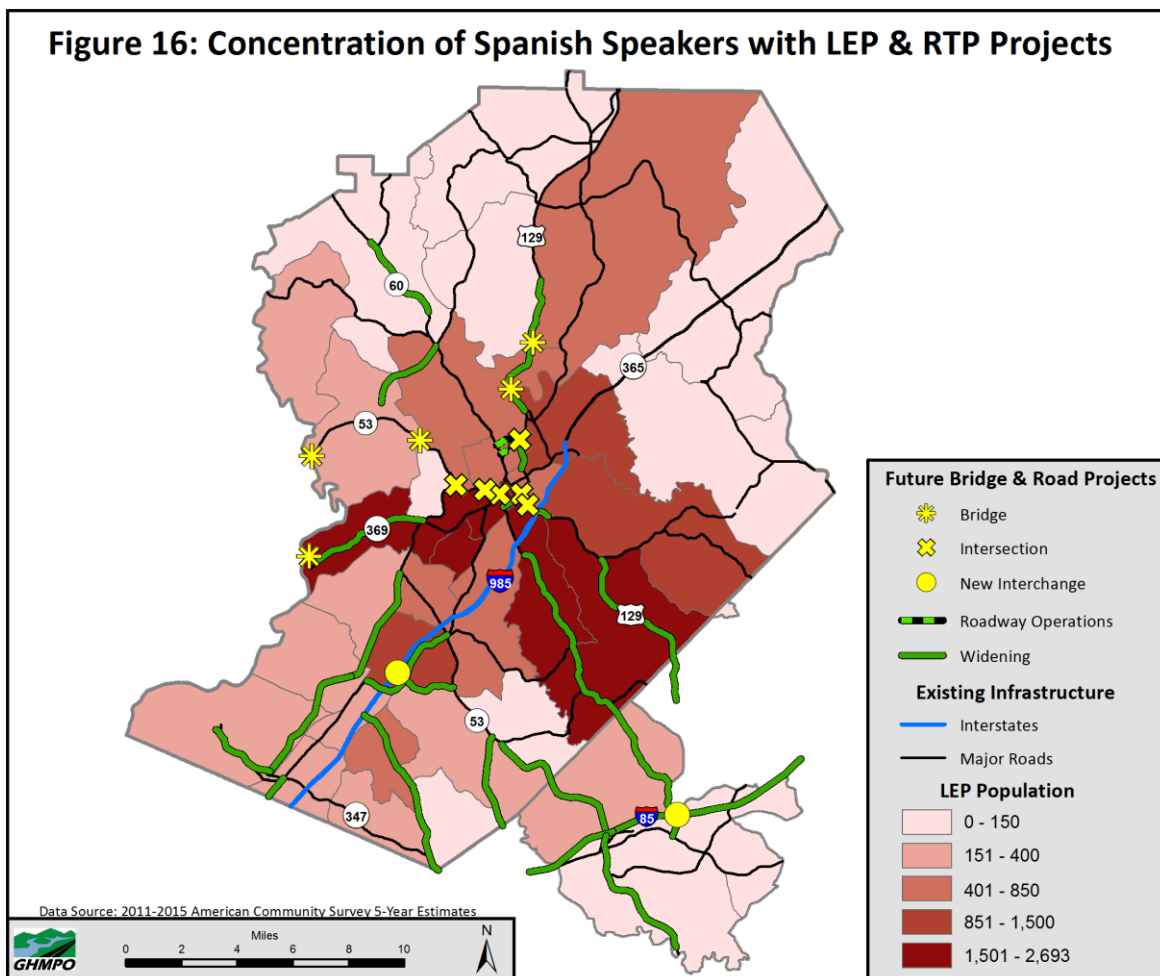 Figure 16: Concentration of Spanish Speakers with LEP & RTP Projects
129
60
365
53
369
985
129
53
347
85
Future Bridge & Road Projects
Bridge
Intersection
New Interchange
Roadway Operations
Widening
Existing Infrastructure
Interstates
Major Roads
LEP Population
0 - 150
151 - 400
401 - 850
851 - 1,500
1,501 - 2,693
Data Source: 2011-2015 American Community Survey 5-Year Estimates
GHMPO
Miles
0 2 4 6 8 10
N